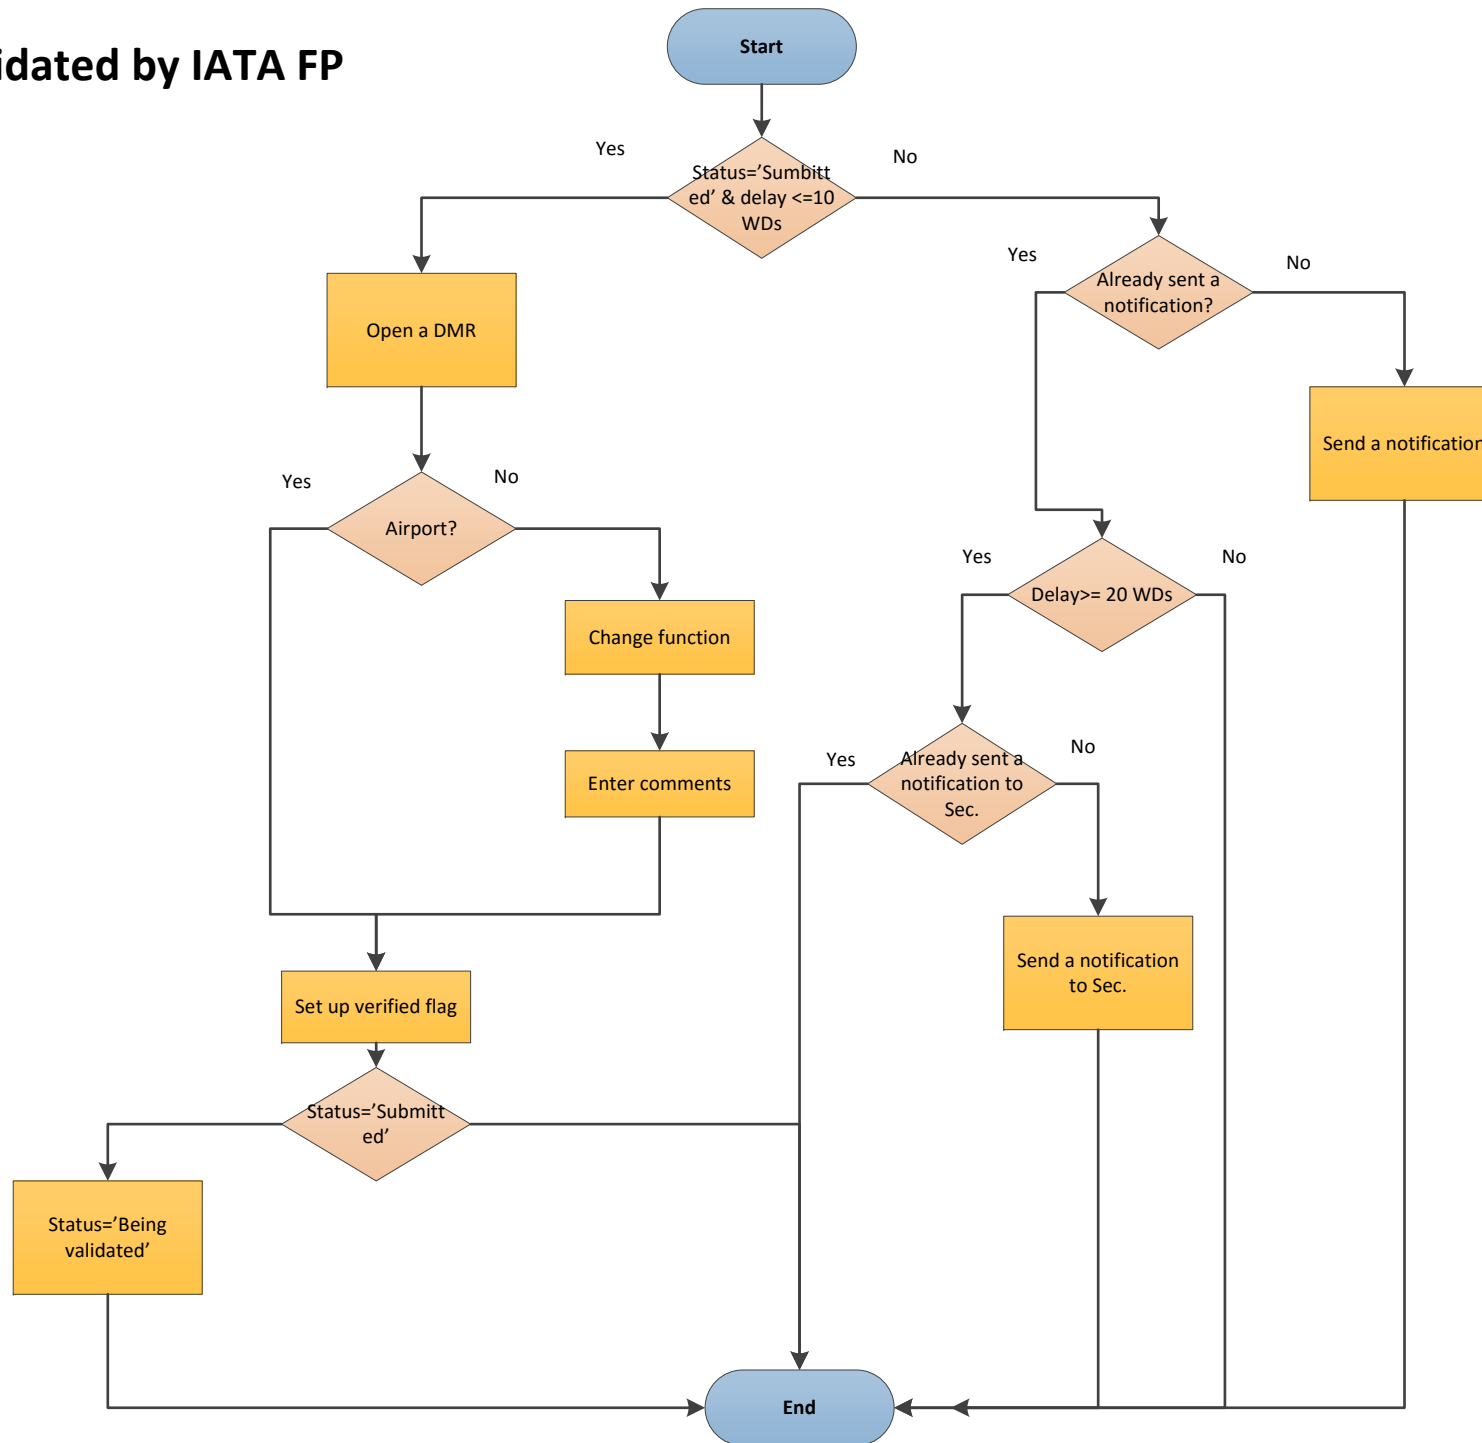 idated by IATA FP
Start
Yes
No
Status='Sumbitt
ed' & delay <=10
WDs
Yes
No
Already sent a
notification?
Open a DMR
Send a notification
Yes
No
Airport?
Yes
No
Delay>= 20 WDs
Change function
Yes
No
Already sent a
notification to
Sec.
Enter comments
Send a notification
to Sec.
Set up verified flag
Status=’Submitt
ed’
Status=’Being
validated’
End